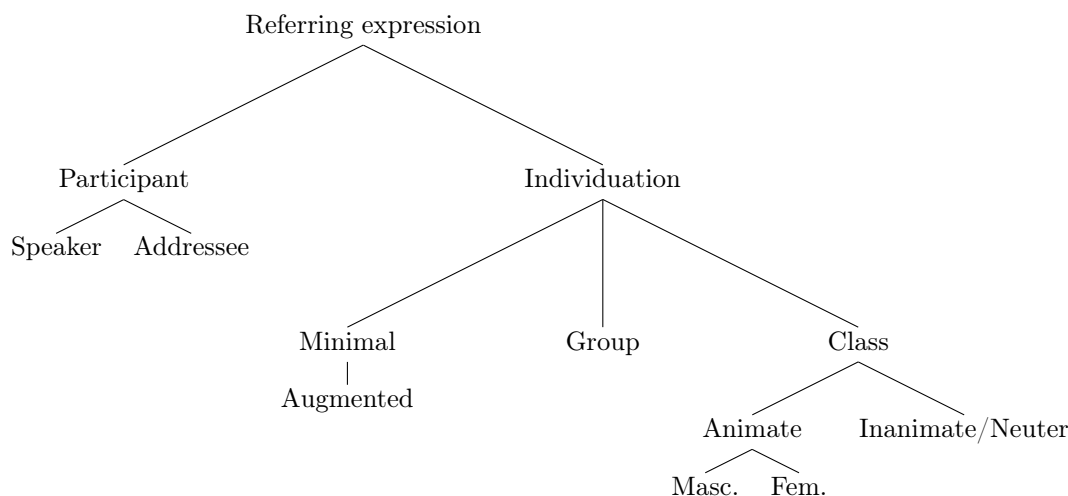 Referring expression
Participant
Individuation
Speaker
Addressee
Minimal
Group
Class
Augmented
Animate
Inanimate/Neuter
Masc.
Fem.